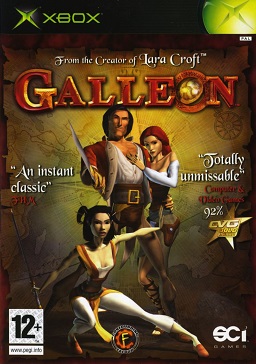 XBOX
PAL
From the Creator of Lara Croft™
GALLEON
"An instant
classic"
"Totally
unmissable"
Computer &
Video Games
92%
CVG
12+
www.pegi.info
SCi
GAMES